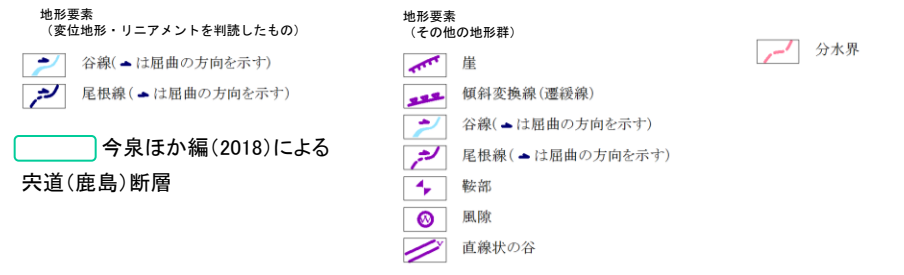 地形要素
（変位地形・リニアメントを判読したもの）
谷線(は屈曲の方向を示す)
尾根線(は屈曲の方向を示す)
今泉ほか編(2018)による
宍道(鹿島)断層
地形要素
（その他の地形群）
崖
傾斜変換線(遷緩線)
谷線(は屈曲の方向を示す)
尾根線(は屈曲の方向を示す)
鞍部
W 風隙
直線状の谷
分水界